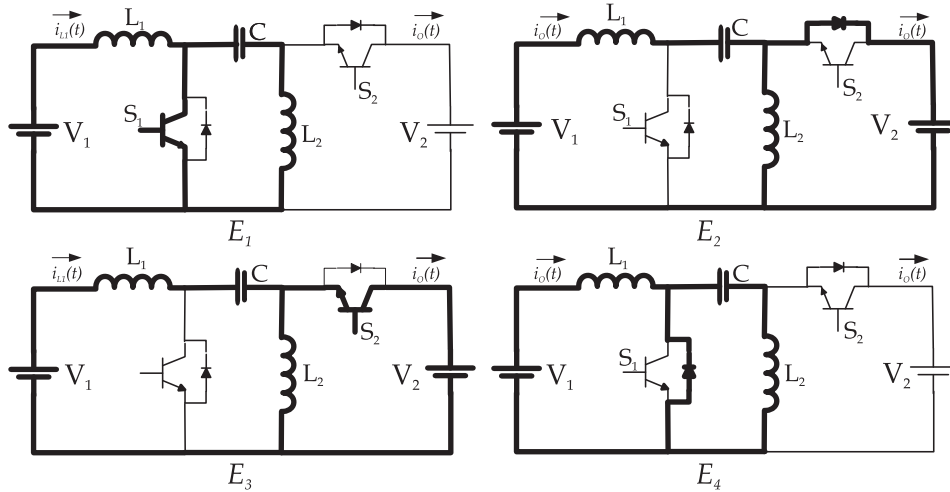 i_L1(t) L₁ C i_O(t)
V₁ S₁ L₂ S₂ V₂
E₁
i_O(t) L₁ C i_O(t)
V₁ S₁ L₂ S₂ V₂
E₂
i_L1(t) L₁ C i_O(t)
V₁ L₂ S₂ V₂
E₃
i_O(t) L₁ C i_O(t)
V₁ S₁ L₂ S₂ V₂
E₄